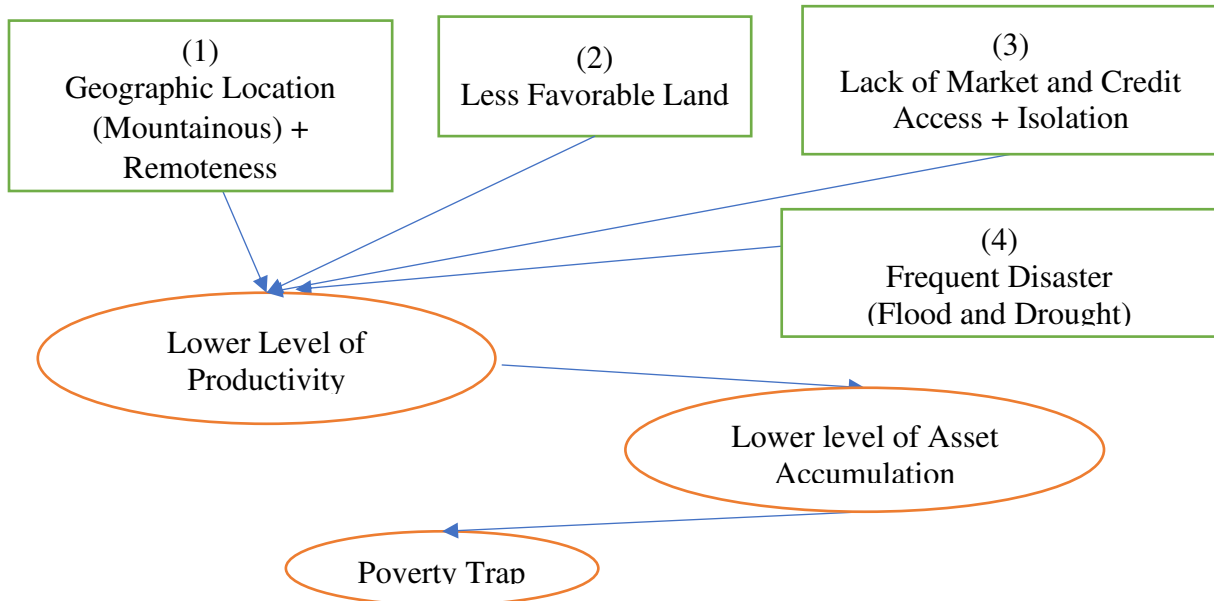 (1)
Geographic Location
(Mountainous) +
Remoteness
(2)
Less Favorable Land
(3)
Lack of Market and Credit
Access + Isolation
(4)
Frequent Disaster
(Flood and Drought)
Lower Level of
Productivity
Lower level of Asset
Accumulation
Poverty Trap